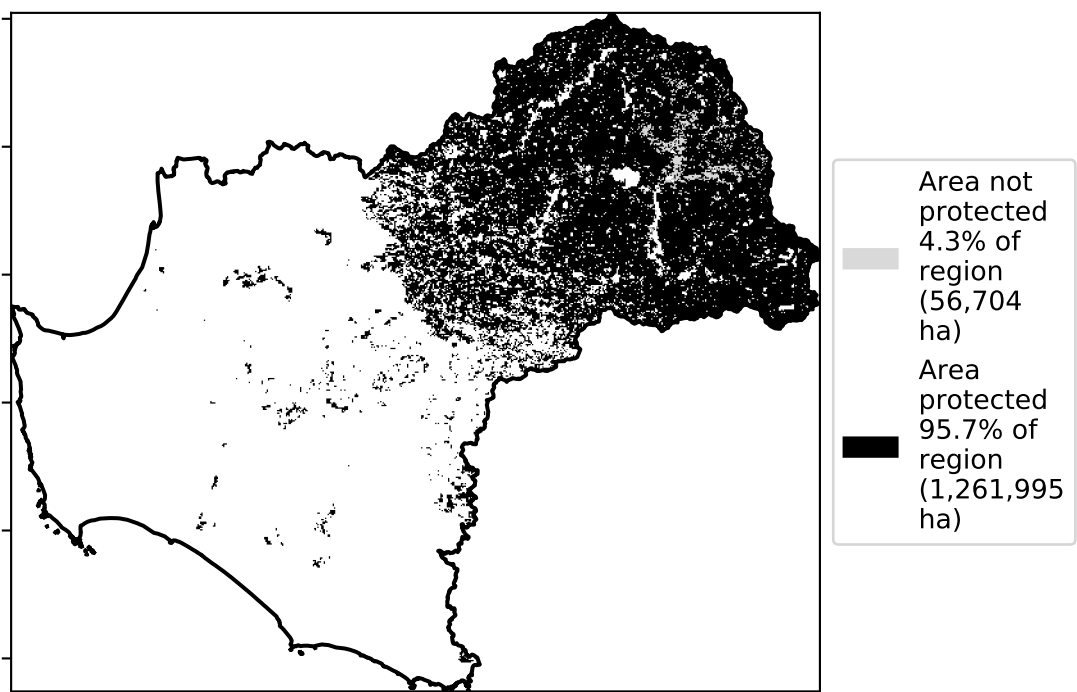 Area not
protected
4.3% of
region
(56,704
ha)
Area
protected
95.7% of
region
(1,261,995
ha)